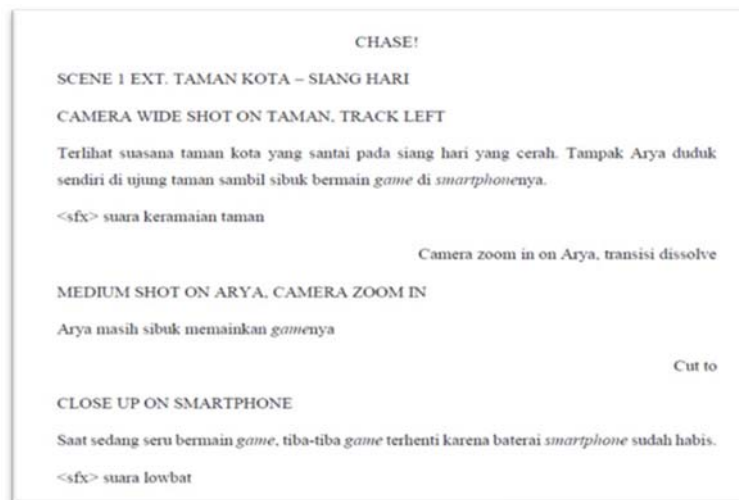 CHASE!
SCENE 1 EXT. TAMAN KOTA – SIANG HARI
CAMERA WIDE SHOT ON TAMAN, TRACK LEFT
Terlihat suasana taman kota yang santai pada siang hari yang cerah. Tampak Arya duduk
sendiri di ujung taman sambil sibuk bermain game di smartphonenya.
<sfx> suara keramaian taman
Camera zoom in on Arya, transisi dissolve
MEDIUM SHOT ON ARYA, CAMERA ZOOM IN
Arya masih sibuk memainkan gamenya
Cut to
CLOSE UP ON SMARTPHONE
Saat sedang seru bermain game, tiba-tiba game terhenti karena baterai smartphone sudah habis.
<sfx> suara lowbat